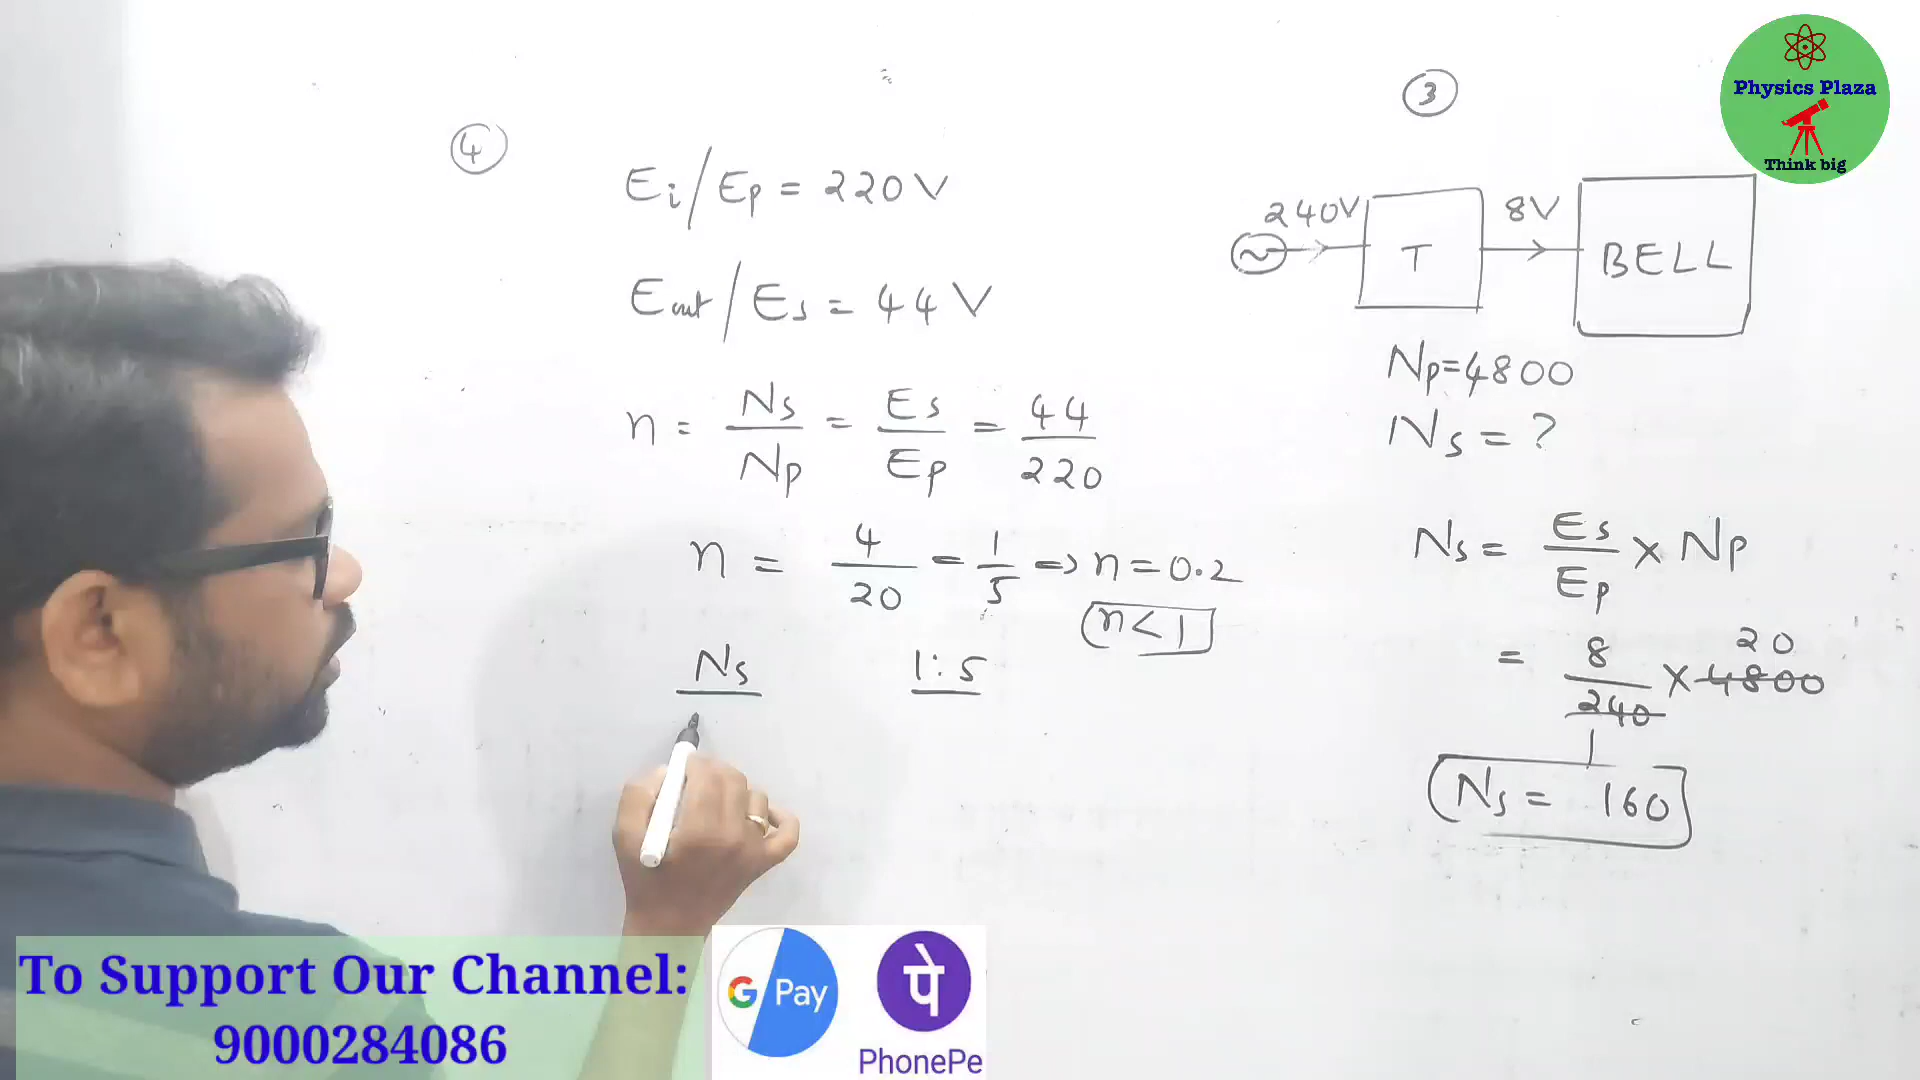 4
Ei/Ep = 220V
Eout/Es = 44V
n = Ns/Np = Es/Ep = 44/220
n = 4/20 = 1/5 => n = 0.2
n < 1
Ns 1:5
3
240V 8V
~ T BELL
Np=4800
Ns = ?
Ns = Es/Ep × Np
20
= 8/240 × 4800
1
Ns = 160
Physics Plaza
Think big
To Support Our Channel:
9000284086
G Pay
पे
PhonePe